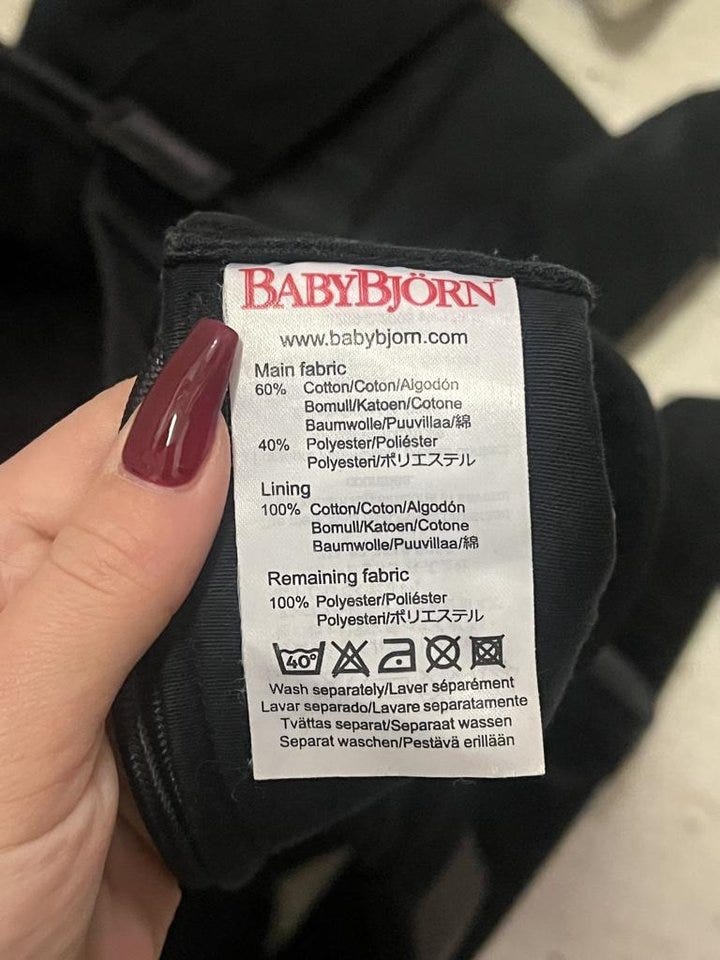 BABYBJÖRN
www.babybjorn.com
Main fabric
60% Cotton/Coton/Algodón
Bomull/Katoen/Cotone
Baumwolle/Puuvillaa/綿
40% Polyester/Poliéster
Polyesteri/ポリエステル
Lining
100% Cotton/Coton/Algodón
Bomull/Katoen/Cotone
Baumwolle/Puuvillaa/綿
Remaining fabric
100% Polyester/Poliéster
Polyesteri/ポリエステル
40°
Wash separately/Laver séparément
Lavar separado/Lavare separatamente
Tvättas separat/Separaat wassen
Separat waschen/Pestävä erillään